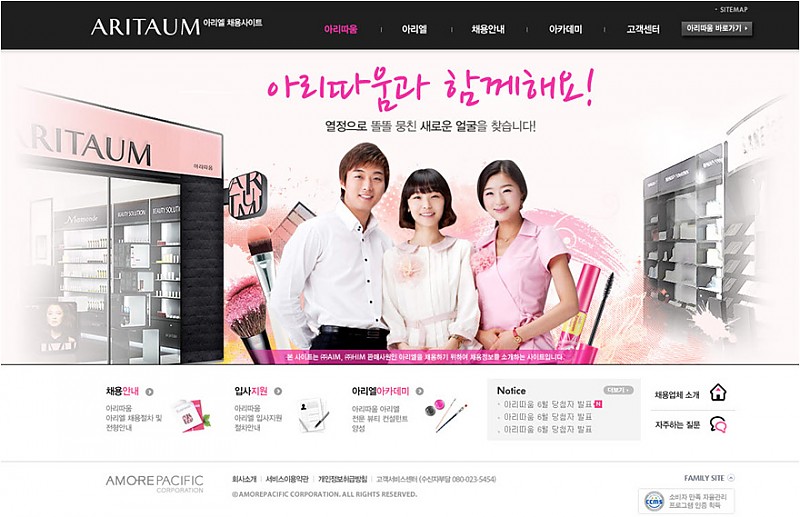 SITEMAP
ARITAUM 아리엘 채용사이트
아리따움
아리엘
채용안내
아카데미
고객센터
아리따움 바로가기
아리따움과 함께해요!
열정으로 똘똘 뭉친 새로운 얼굴을 찾습니다!
ARITAUM
아리따움
Mamonde
BEAUTY SOLUTION
BEAUTY SOLUTION
본 사이트는 ㈜AIM, ㈜HIM 판매사원인 아리엘을 채용하기 위하여 채용정보를 소개하는 사이트입니다.
채용안내
아리따움
아리엘 채용절차 및
전형안내
입사지원
아리따움
아리엘 입사지원
절차안내
아리엘아카데미
아리따움 아리엘
전문 뷰티 컨설턴트
양성
Notice
더보기
아리따움 6월 당첨자 발표 N
아리따움 6월 당첨자 발표
아리따움 6월 당첨자 발표
채용업체 소개
자주하는 질문
AMOREPACIFIC
CORPORATION
회사소개 | 서비스이용약관 | 개인정보취급방침 | 고객서비스센터 (수신자부담 080-023-5454)
©AMOREPACIFIC CORPORATION. ALL RIGHTS RESERVED.
FAMILY SITE
CCMS
소비자 만족 자율관리
프로그램 인증 획득